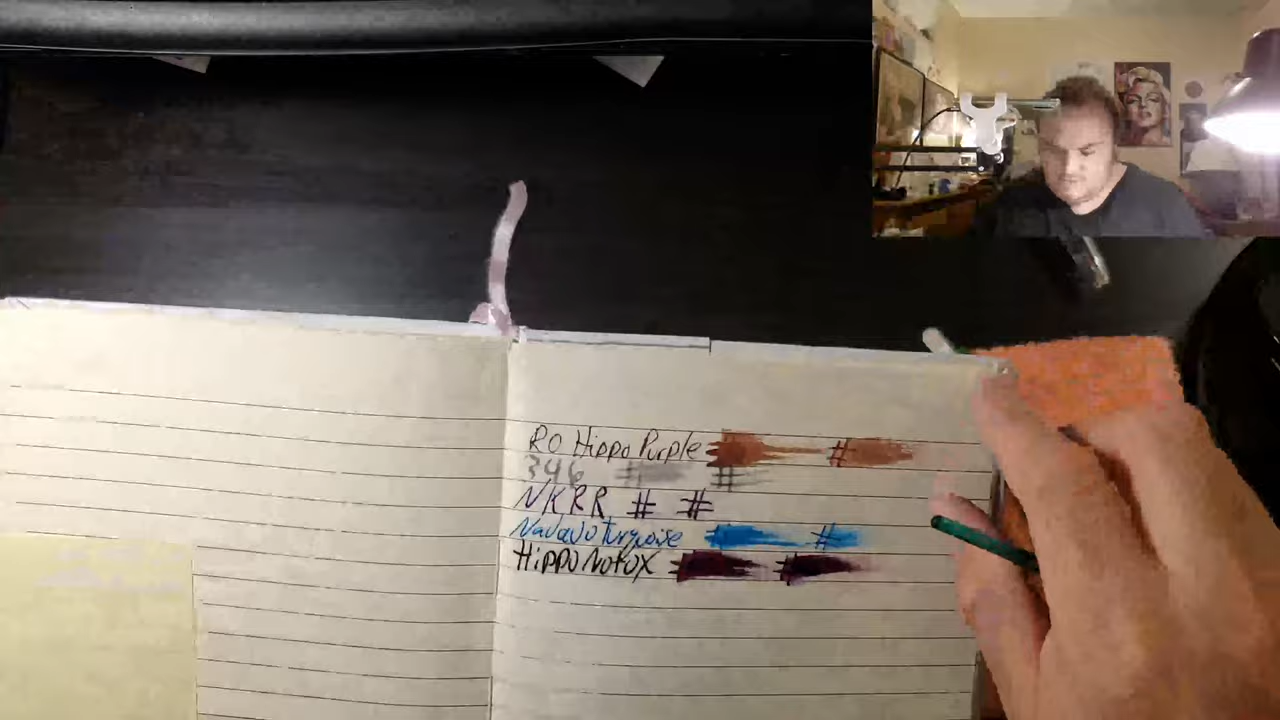 RO Hippo Purple # #
346 # #
NKRR # #
Navajo Turquoise # #
Hippo Notox # #